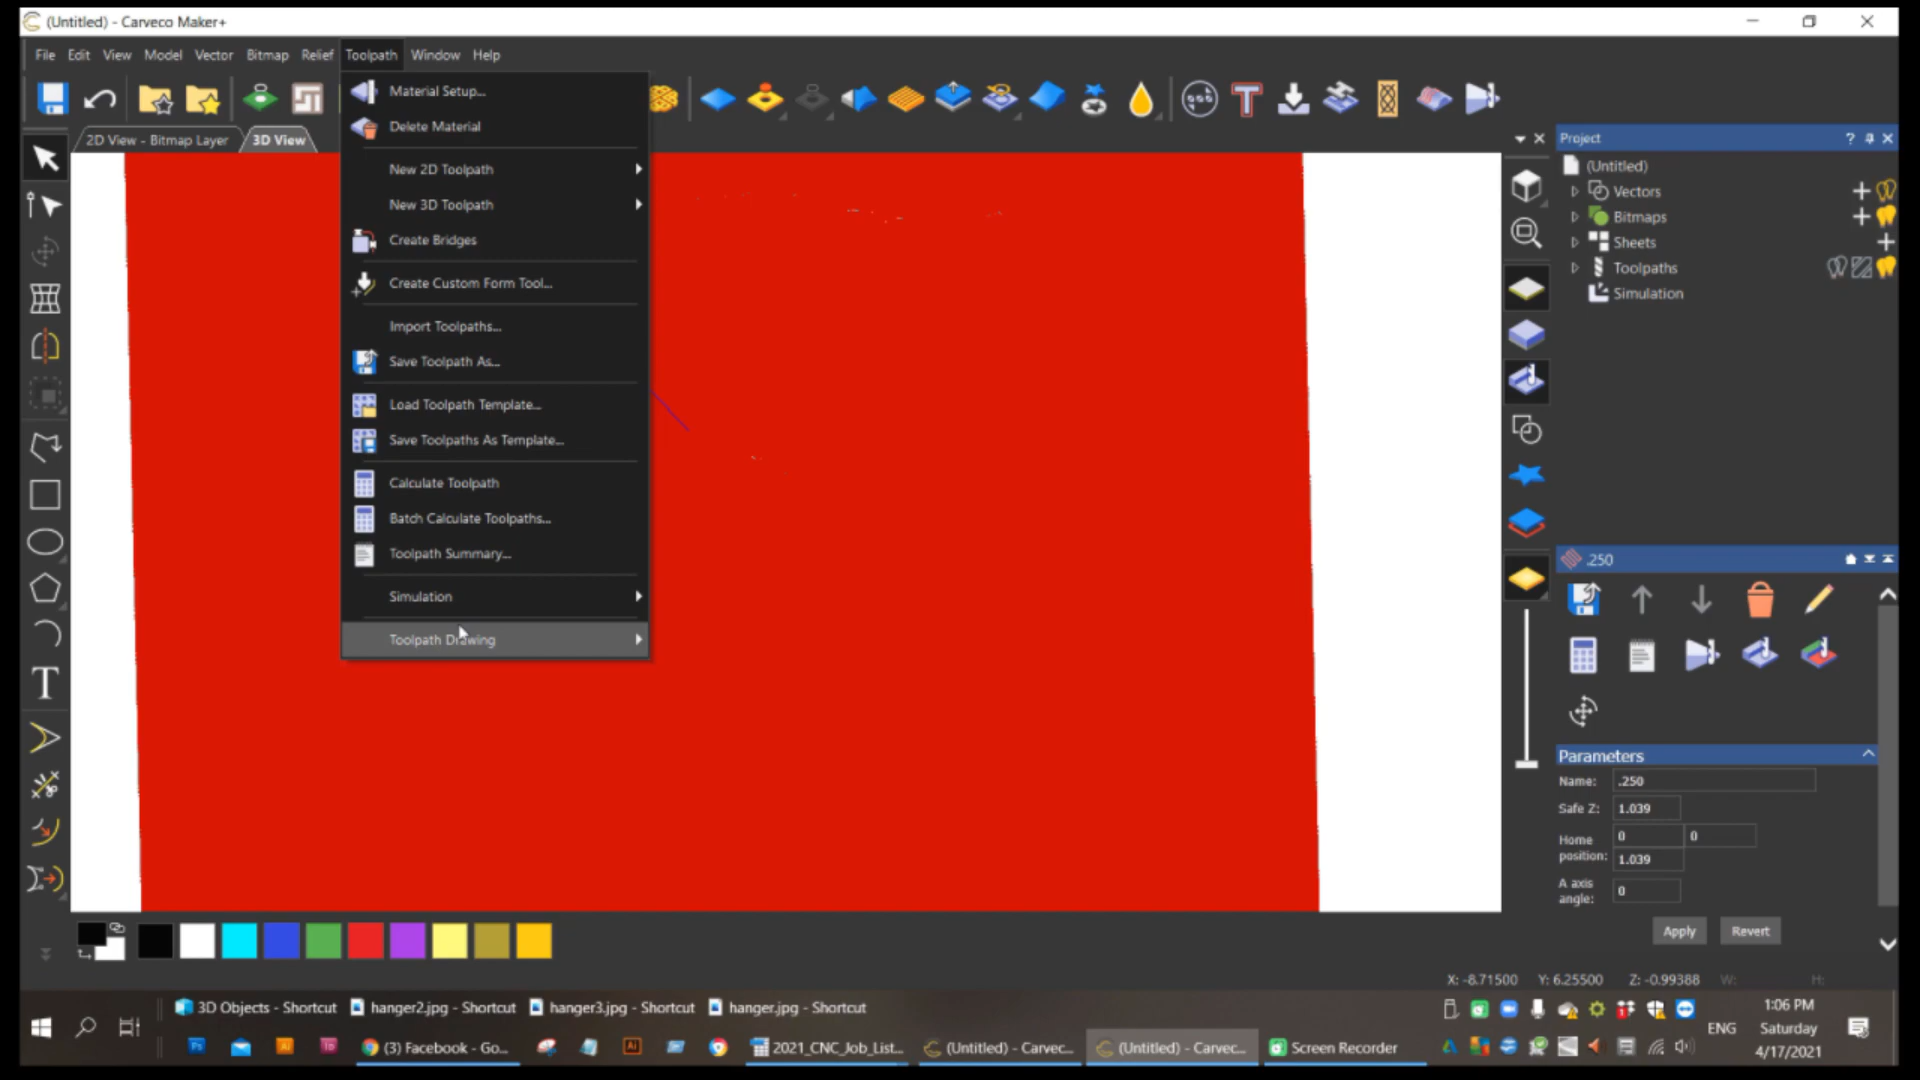 (Untitled) - Carveco Maker+
File Edit View Model Vector Bitmap Relief Toolpath Window Help
2D View - Bitmap Layer
3D View
Material Setup...
Delete Material
New 2D Toolpath
New 3D Toolpath
Create Bridges
Create Custom Form Tool...
Import Toolpaths...
Save Toolpath As...
Load Toolpath Template...
Save Toolpaths As Template...
Calculate Toolpath
Batch Calculate Toolpaths...
Toolpath Summary...
Simulation
Toolpath Drawing
Project
(Untitled)
Vectors
Bitmaps
Sheets
Toolpaths
Simulation
.250
Parameters
Name: .250
Safe Z: 1.039
Home position: 0 0
1.039
A axis angle: 0
Apply Revert
X: -8.71500 Y: 6.25500 Z: -0.99388 W: H:
3D Objects - Shortcut hanger2.jpg - Shortcut hanger3.jpg - Shortcut hanger.jpg - Shortcut
(3) Facebook - Go... 2021_CNC_Job_List... (Untitled) - Carvec... (Untitled) - Carvec... Screen Recorder
ENG
1:06 PM
Saturday
4/17/2021